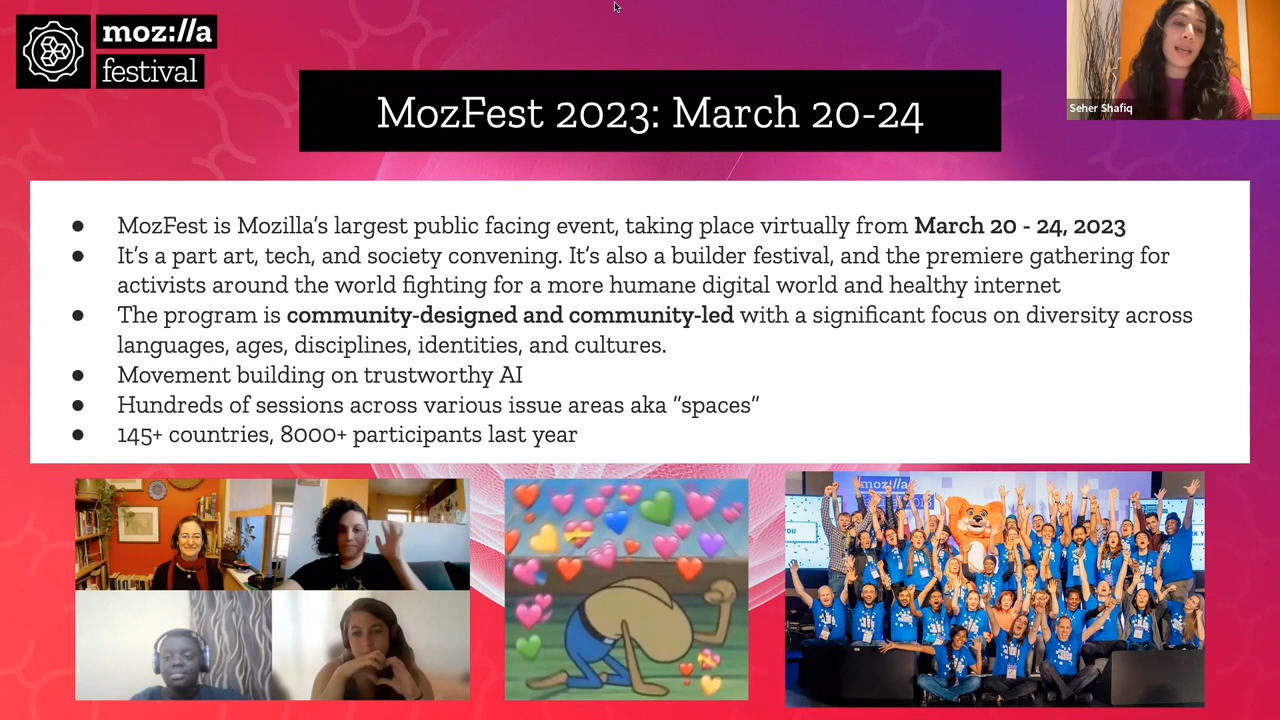 moz://a
festival
MozFest 2023: March 20-24
Seher Shafiq
● MozFest is Mozilla’s largest public facing event, taking place virtually from March 20 - 24, 2023
● It’s a part art, tech, and society convening. It’s also a builder festival, and the premiere gathering for
activists around the world fighting for a more humane digital world and healthy internet
● The program is community-designed and community-led with a significant focus on diversity across
languages, ages, disciplines, identities, and cultures.
● Movement building on trustworthy AI
● Hundreds of sessions across various issue areas aka “spaces”
● 145+ countries, 8000+ participants last year
moz://a